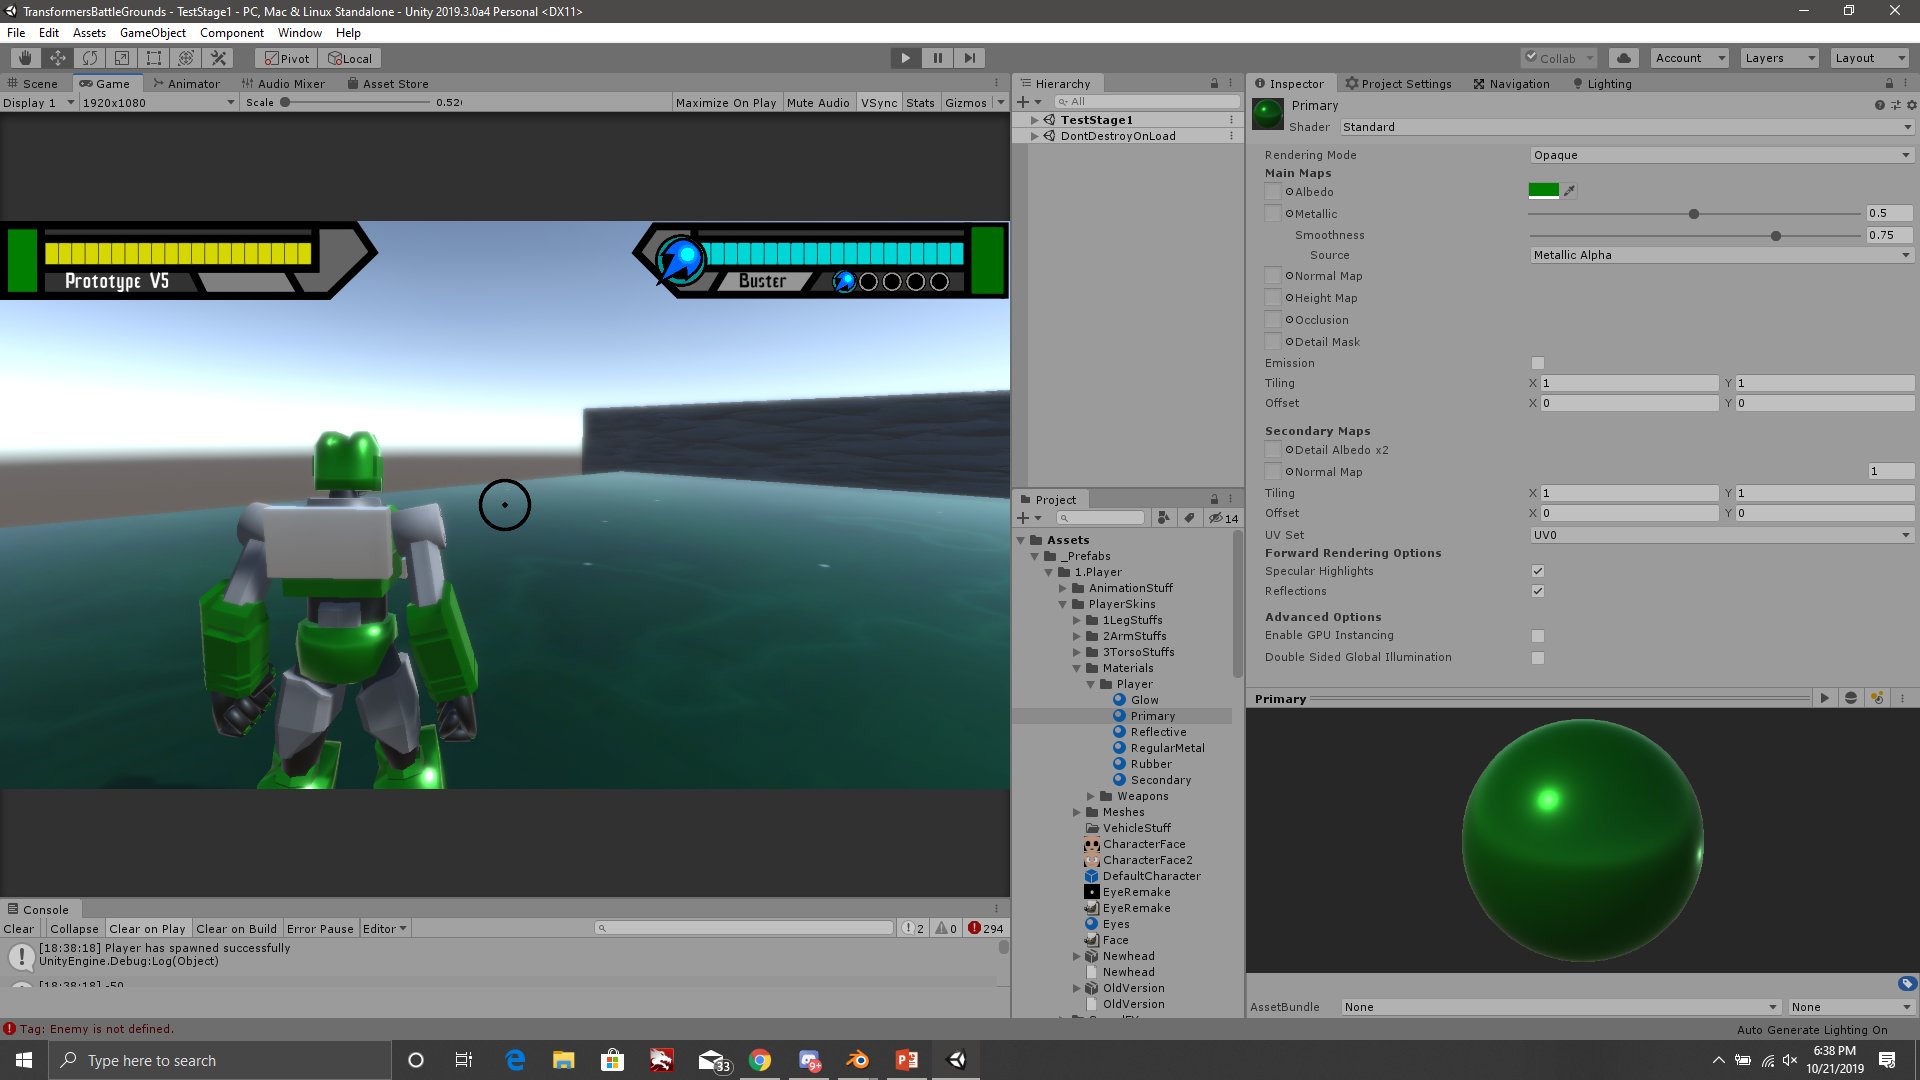 TransformersBattleGrounds - TestStage1 - PC, Mac & Linux Standalone - Unity 2019.3.0a4 Personal <DX11>
File Edit Assets GameObject Component Window Help
Pivot Local Collab Account Layers Layout
Scene Game Animator Audio Mixer Asset Store
Display 1 1920x1080 Scale 0.52 Maximize On Play Mute Audio VSync Stats Gizmos
Prototype V5
Buster
Hierarchy
All
TestStage1
DontDestroyOnLoad
Project
14
Assets
_Prefabs
1.Player
AnimationStuff
PlayerSkins
1LegStuffs
2ArmStuffs
3TorsoStuffs
Materials
Player
Glow
Primary
Reflective
RegularMetal
Rubber
Secondary
Weapons
Meshes
VehicleStuff
CharacterFace
CharacterFace2
DefaultCharacter
EyeRemake
EyeRemake
Eyes
Face
Newhead
Newhead
OldVersion
OldVersion
Inspector Project Settings Navigation Lighting
Primary
Shader Standard
Rendering Mode Opaque
Main Maps
Albedo
Metallic 0.5
Smoothness 0.75
Source Metallic Alpha
Normal Map
Height Map
Occlusion
Detail Mask
Emission
Tiling X 1 Y 1
Offset X 0 Y 0
Secondary Maps
Detail Albedo x2
Normal Map 1
Tiling X 1 Y 1
Offset X 0 Y 0
UV Set UV0
Forward Rendering Options
Specular Highlights
Reflections
Advanced Options
Enable GPU Instancing
Double Sided Global Illumination
Primary
AssetBundle None None
Console
Clear Collapse Clear on Play Clear on Build Error Pause Editor 2 0 294
[18:38:18] Player has spawned successfully
UnityEngine.Debug:Log(Object)
[18:38:18] -50
Tag: Enemy is not defined.
Auto Generate Lighting On
Type here to search
33
9+
6:38 PM
10/21/2019